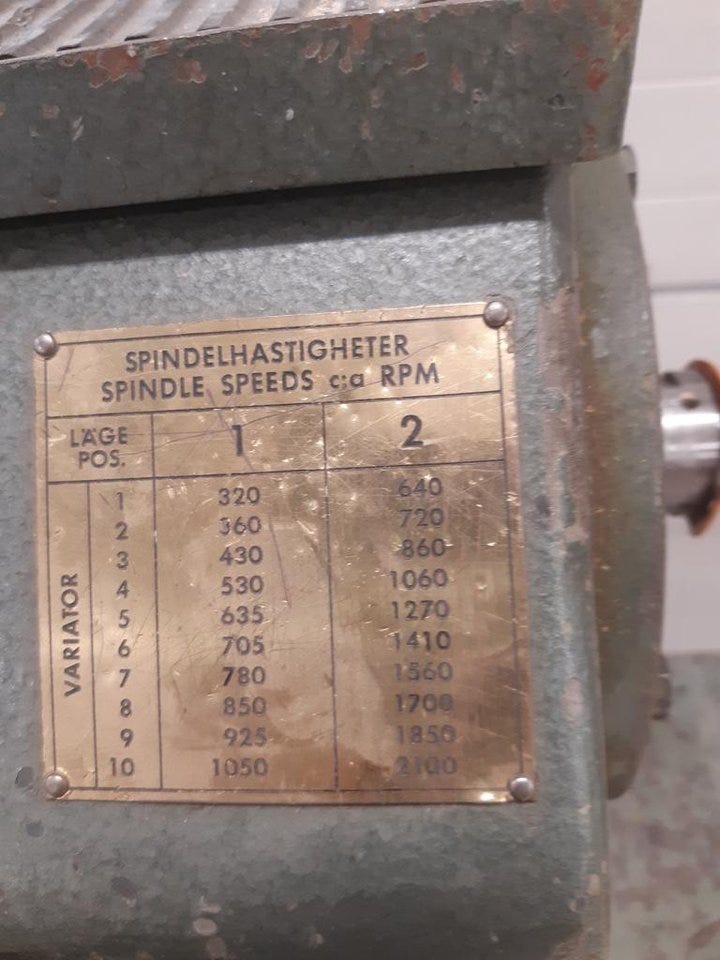 SPINDELHASTIGHETER
SPINDLE SPEEDS c:a RPM
LÄGE POS. 1 2
VARIATOR
1 320 640
2 360 720
3 430 860
4 530 1060
5 635 1270
6 705 1410
7 780 1560
8 850 1700
9 925 1850
10 1050 2100